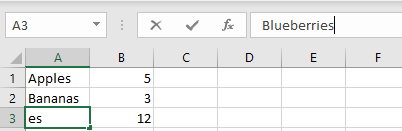 A3 fx Blueberries
A B C D E F
1 Apples 5
2 Bananas 3
3 es 12